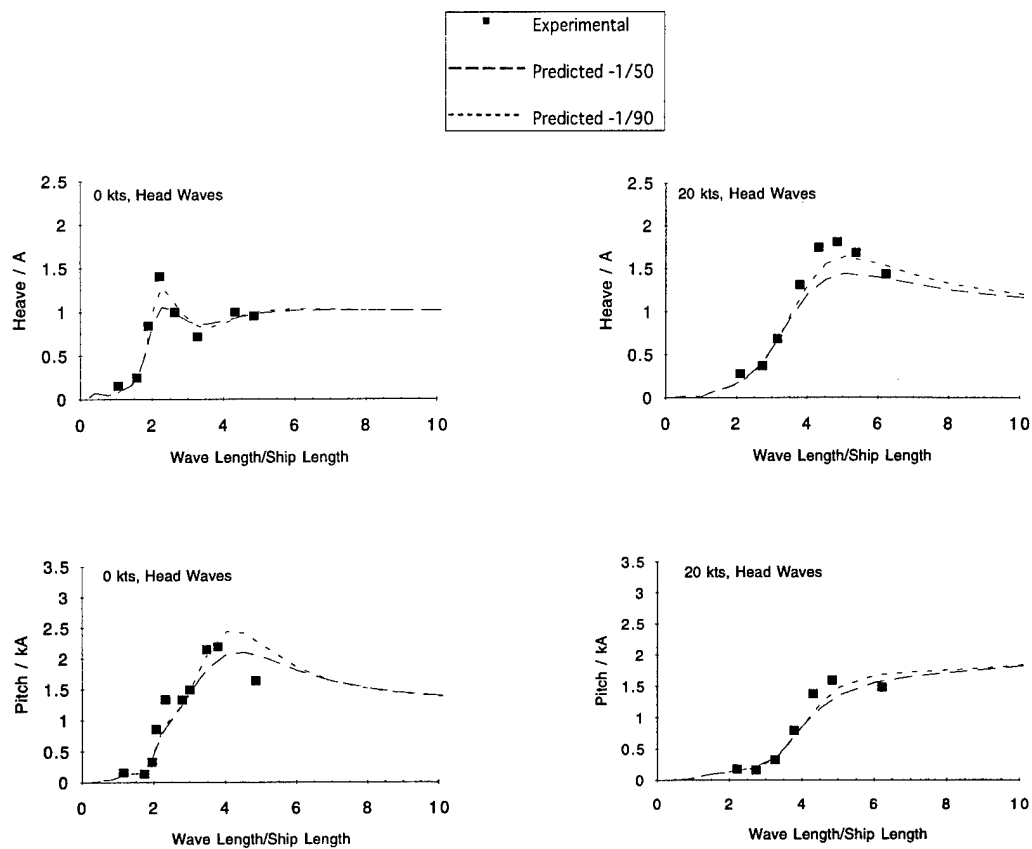 Experimental
Predicted -1/50
Predicted -1/90
0 kts, Head Waves
2.5
2
1.5
1
0.5
0
Heave / A
0 2 4 6 8 10
Wave Length/Ship Length
20 kts, Head Waves
2.5
2
1.5
1
0.5
0
Heave / A
0 2 4 6 8 10
Wave Length/Ship Length
0 kts, Head Waves
3.5
3
2.5
2
1.5
1
0.5
0
Pitch / kA
0 2 4 6 8 10
Wave Length/Ship Length
20 kts, Head Waves
3.5
3
2.5
2
1.5
1
0.5
0
Pitch / kA
0 2 4 6 8 10
Wave Length/Ship Length